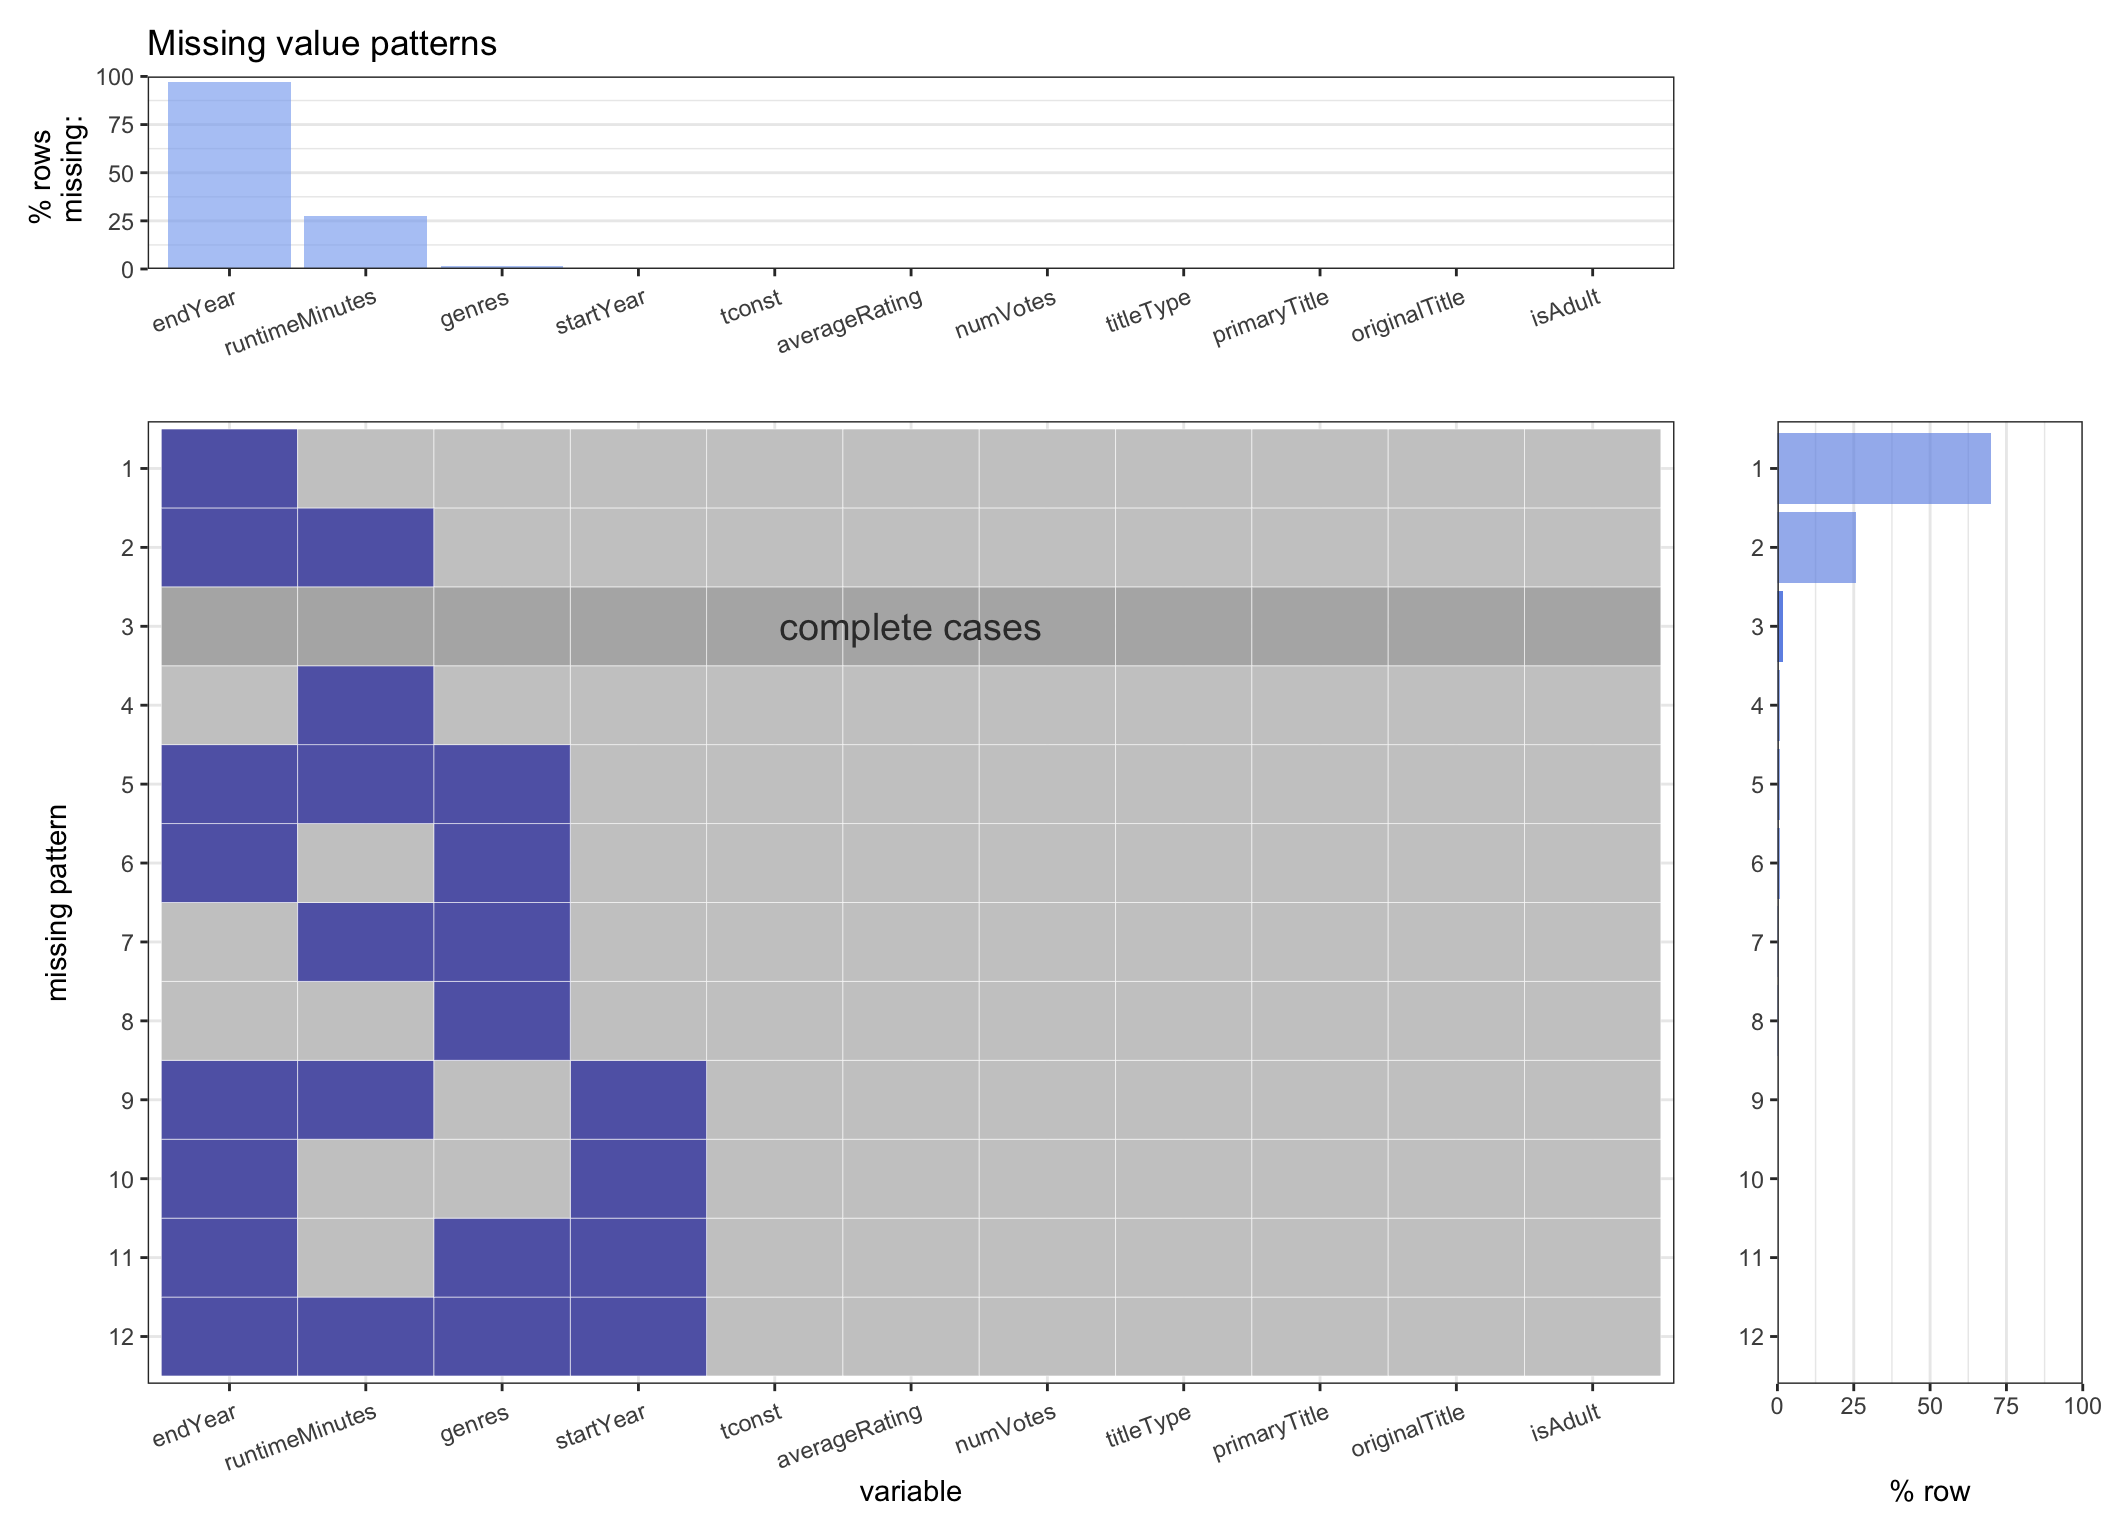 Missing value patterns
% rows
missing:
100
75
50
25
0
endYear runtimeMinutes genres startYear tconst averageRating numVotes titleType primaryTitle originalTitle isAdult
missing pattern
1
2
3
4
5
6
7
8
9
10
11
12
complete cases
endYear runtimeMinutes genres startYear tconst averageRating numVotes titleType primaryTitle originalTitle isAdult
variable
1
2
3
4
5
6
7
8
9
10
11
12
0 25 50 75 100
% row